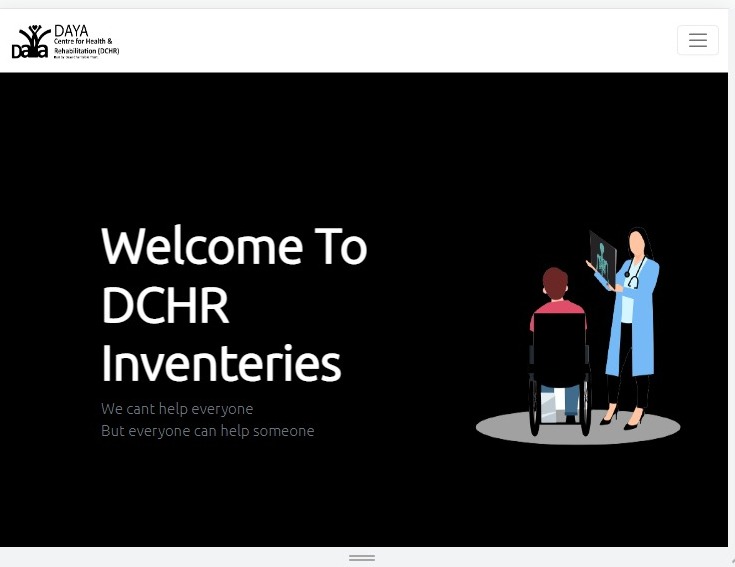 DAYA
Centre for Health &
Rehabilitation (DCHR)
Daya
Welcome To
DCHR
Inventeries
We cant help everyone
But everyone can help someone